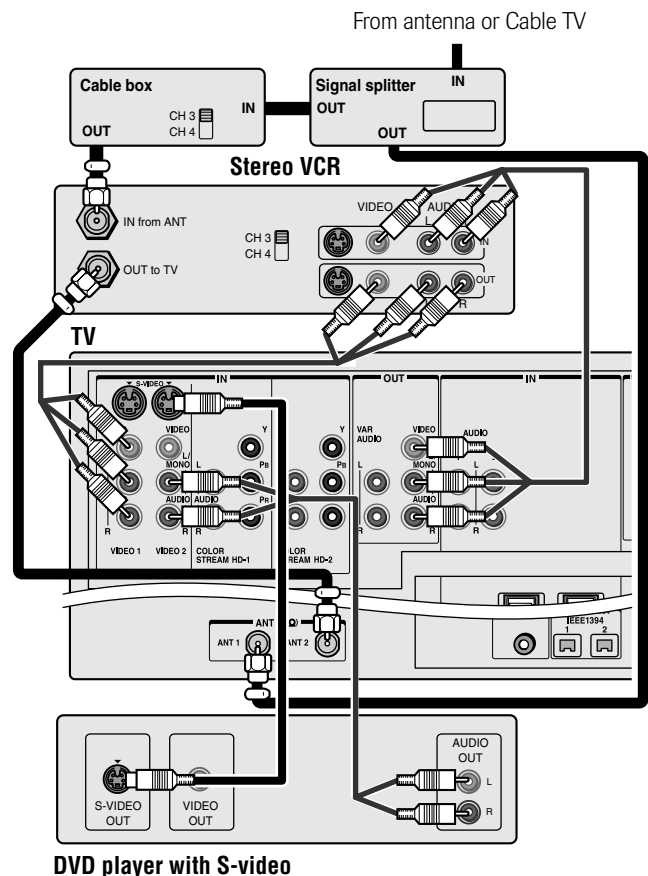 From antenna or Cable TV
Cable box
Signal splitter
IN
IN
OUT
CH 3
CH 4
OUT
OUT
Stereo VCR
VIDEO
L
IN from ANT
CH 3
CH 4
IN
OUT to TV
OUT
R
TV
IN
OUT
IN
S-VIDEO
VIDEO
Y
Y
VAR
AUDIO
VIDEO
AUDIO
L/
MONO
L
PB
PB
L
MONO
L
AUDIO
AUDIO
PR
AUDIO
R
R
R
R
R
R
VIDEO 1
VIDEO 2
COLOR
STREAM HD-1
STREAM HD-2
IEEE1394
1
2
ANT 1
ANT 2
AUDIO
OUT
L
R
S-VIDEO
OUT
VIDEO
OUT
DVD player with S-video